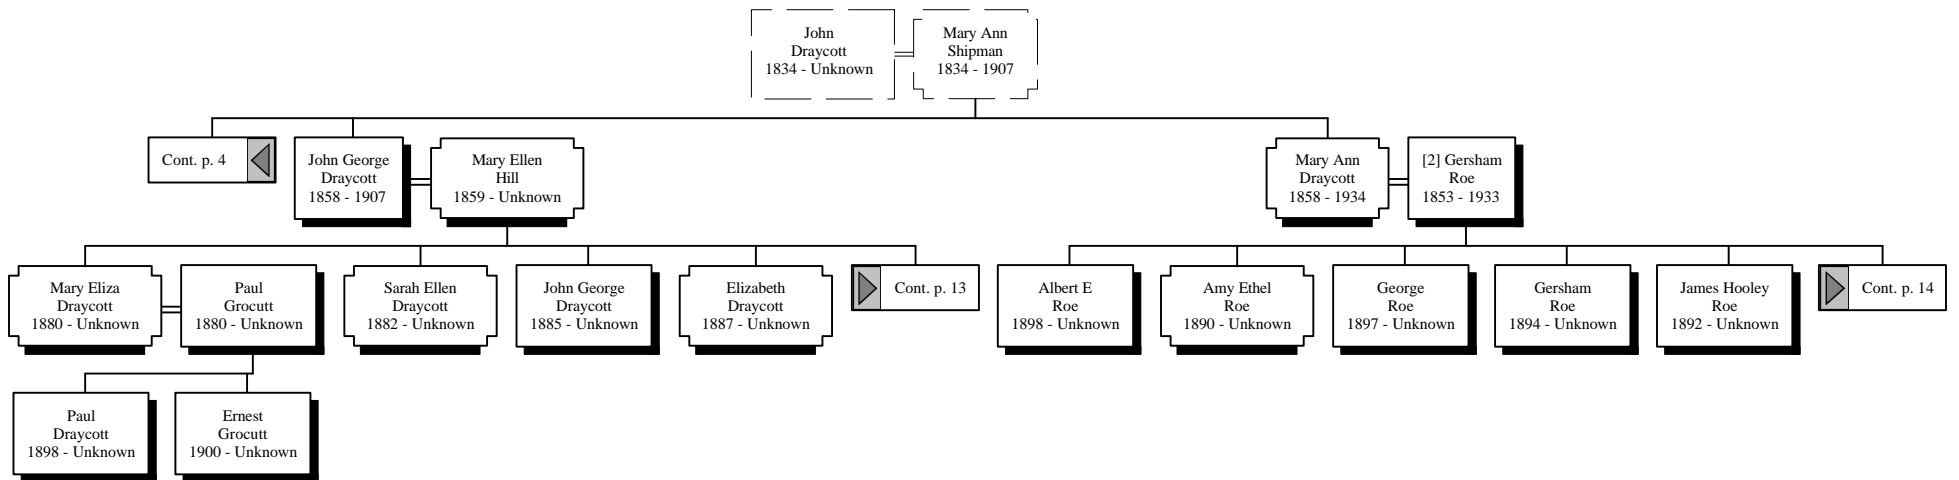 John
Draycott
1834 - Unknown
Mary Ann
Shipman
1834 - 1907
Cont. p. 4
John George
Draycott
1858 - 1907
Mary Ellen
Hill
1859 - Unknown
Mary Ann
Draycott
1858 - 1934
[2] Gersham
Roe
1853 - 1933
Mary Eliza
Draycott
1880 - Unknown
Paul
Grocutt
1880 - Unknown
Sarah Ellen
Draycott
1882 - Unknown
John George
Draycott
1885 - Unknown
Elizabeth
Draycott
1887 - Unknown
Cont. p. 13
Albert E
Roe
1898 - Unknown
Amy Ethel
Roe
1890 - Unknown
George
Roe
1897 - Unknown
Gersham
Roe
1894 - Unknown
James Hooley
Roe
1892 - Unknown
Cont. p. 14
Paul
Draycott
1898 - Unknown
Ernest
Grocutt
1900 - Unknown